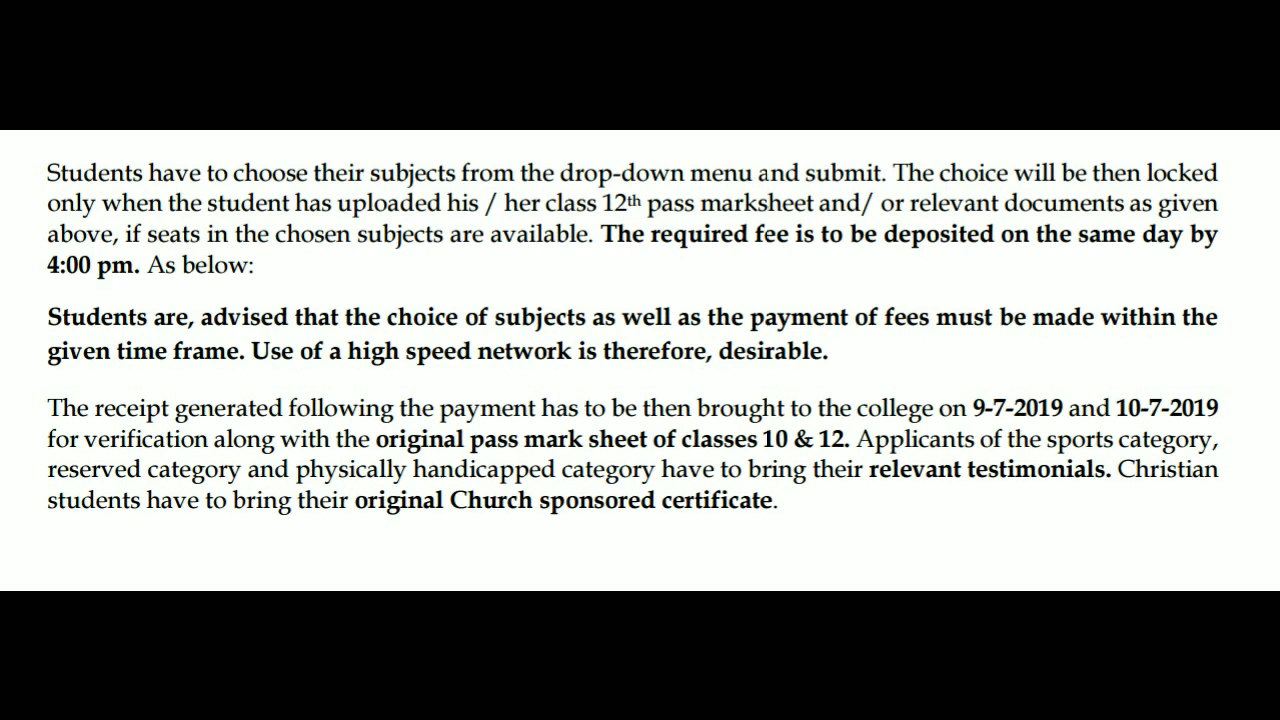 Students have to choose their subjects from the drop-down menu and submit. The choice will be then locked
only when the student has uploaded his / her class 12th pass marksheet and/ or relevant documents as given
above, if seats in the chosen subjects are available. The required fee is to be deposited on the same day by
4:00 pm. As below:
Students are, advised that the choice of subjects as well as the payment of fees must be made within the
given time frame. Use of a high speed network is therefore, desirable.
The receipt generated following the payment has to be then brought to the college on 9-7-2019 and 10-7-2019
for verification along with the original pass mark sheet of classes 10 & 12. Applicants of the sports category,
reserved category and physically handicapped category have to bring their relevant testimonials. Christian
students have to bring their original Church sponsored certificate.